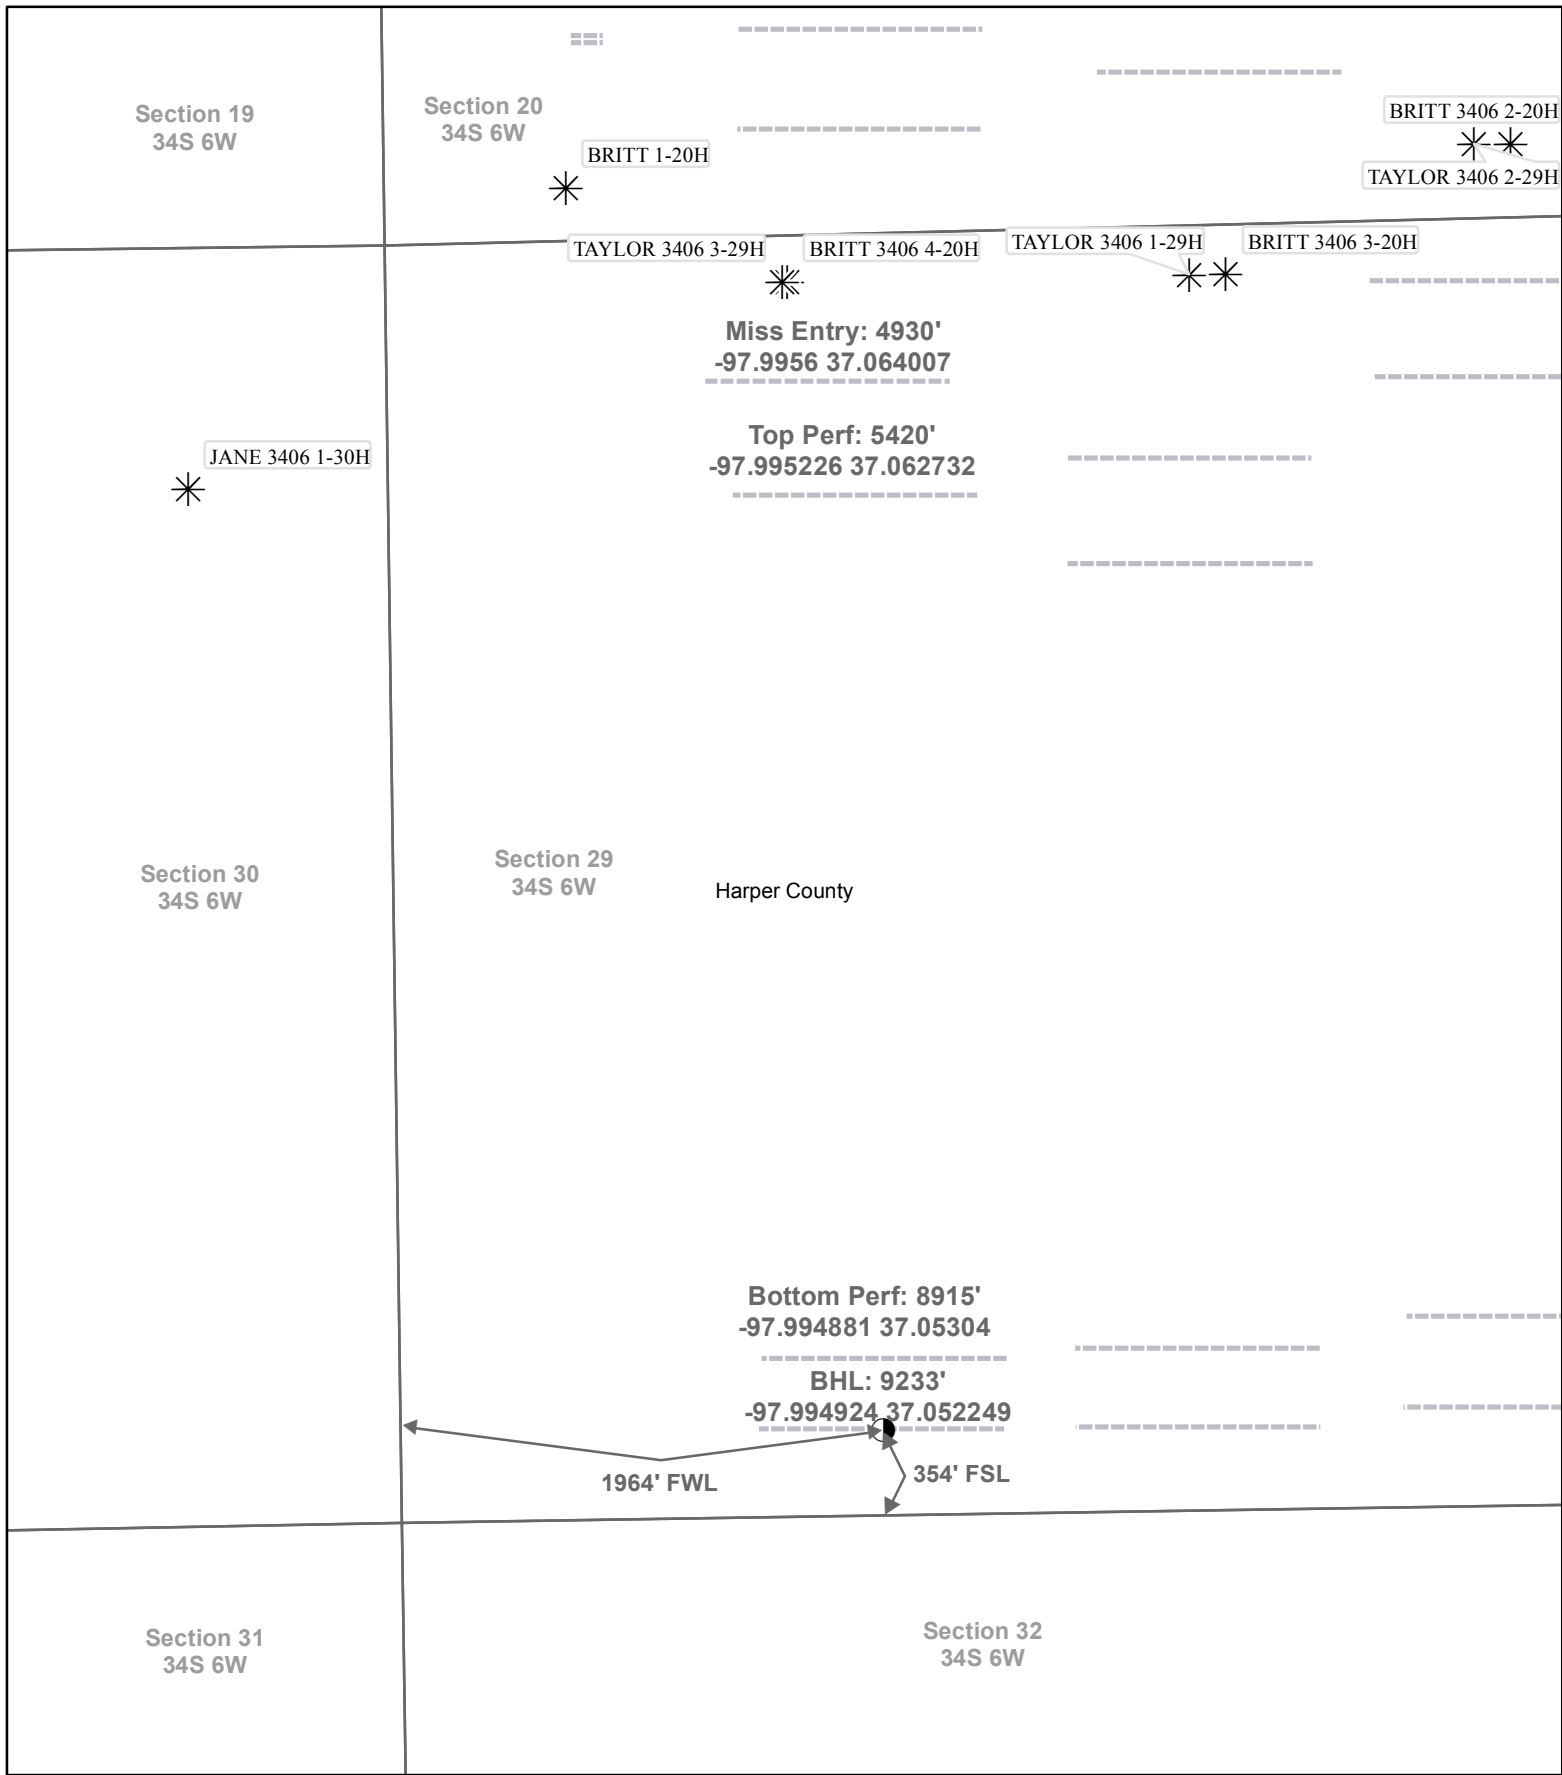 Section 19
34S 6W
Section 20
34S 6W
BRITT 3406 2-20H
BRITT 1-20H
TAYLOR 3406 2-29H
TAYLOR 3406 3-29H
BRITT 3406 4-20H
TAYLOR 3406 1-29H
BRITT 3406 3-20H
Miss Entry: 4930'
-97.9956 37.064007
Top Perf: 5420'
-97.995226 37.062732
JANE 3406 1-30H
Section 30
34S 6W
Section 29
34S 6W
Harper County
Bottom Perf: 8915'
-97.994881 37.05304
BHL: 9233'
-97.994924 37.052249
1964' FWL
354' FSL
Section 31
34S 6W
Section 32
34S 6W